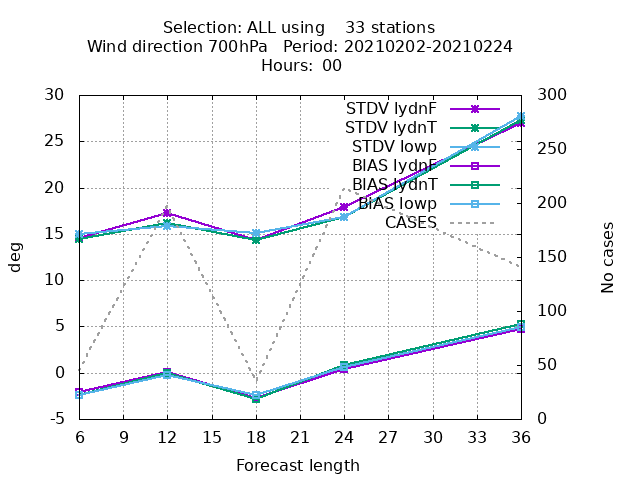 Selection: ALL using    33 stations
Wind direction 700hPa   Period: 20210202-20210224
Hours: 00
STDV lydnF
STDV lydnT
STDV lowp
BIAS lydnF
BIAS lydnT
BIAS lowp
CASES
30
25
20
15
10
5
0
-5
deg
300
250
200
150
100
50
0
No cases
6 9 12 15 18 21 24 27 30 33 36
Forecast length